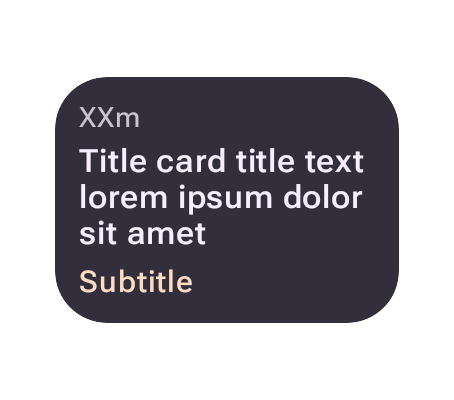 XXm
Title card title text
lorem ipsum dolor
sit amet
Subtitle